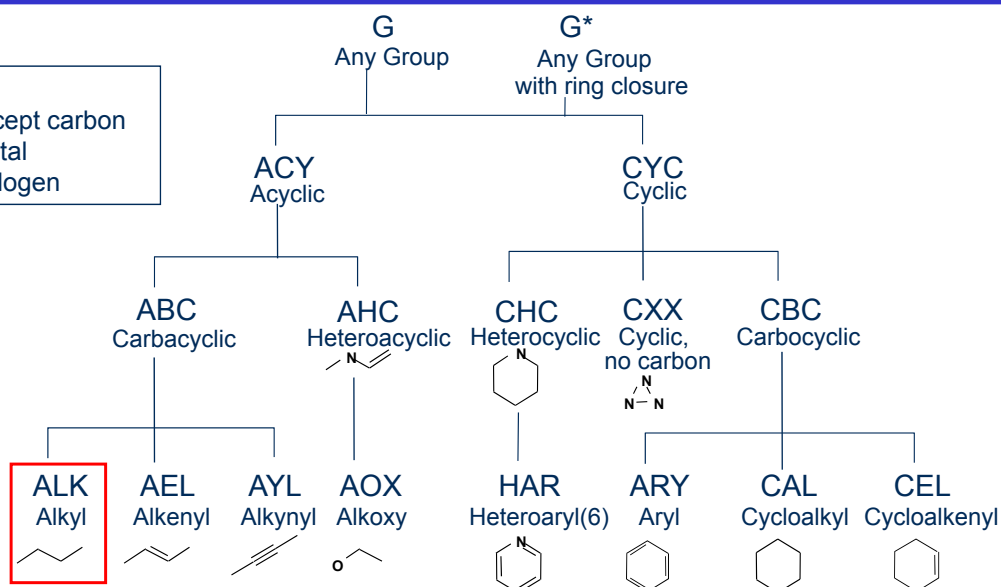 G
Any Group
G*
Any Group
with ring closure
cept carbon
tal
logen
ACY
Acyclic
CYC
Cyclic
ABC
Carbacyclic
AHC
Heteroacyclic
N
CHC
Heterocyclic
N
CXX
Cyclic,
no carbon
N
N N
CBC
Carbocyclic
ALK
Alkyl
AEL
Alkenyl
AYL
Alkynyl
AOX
Alkoxy
O
HAR
Heteroaryl(6)
N
ARY
Aryl
CAL
Cycloalkyl
CEL
Cycloalkenyl